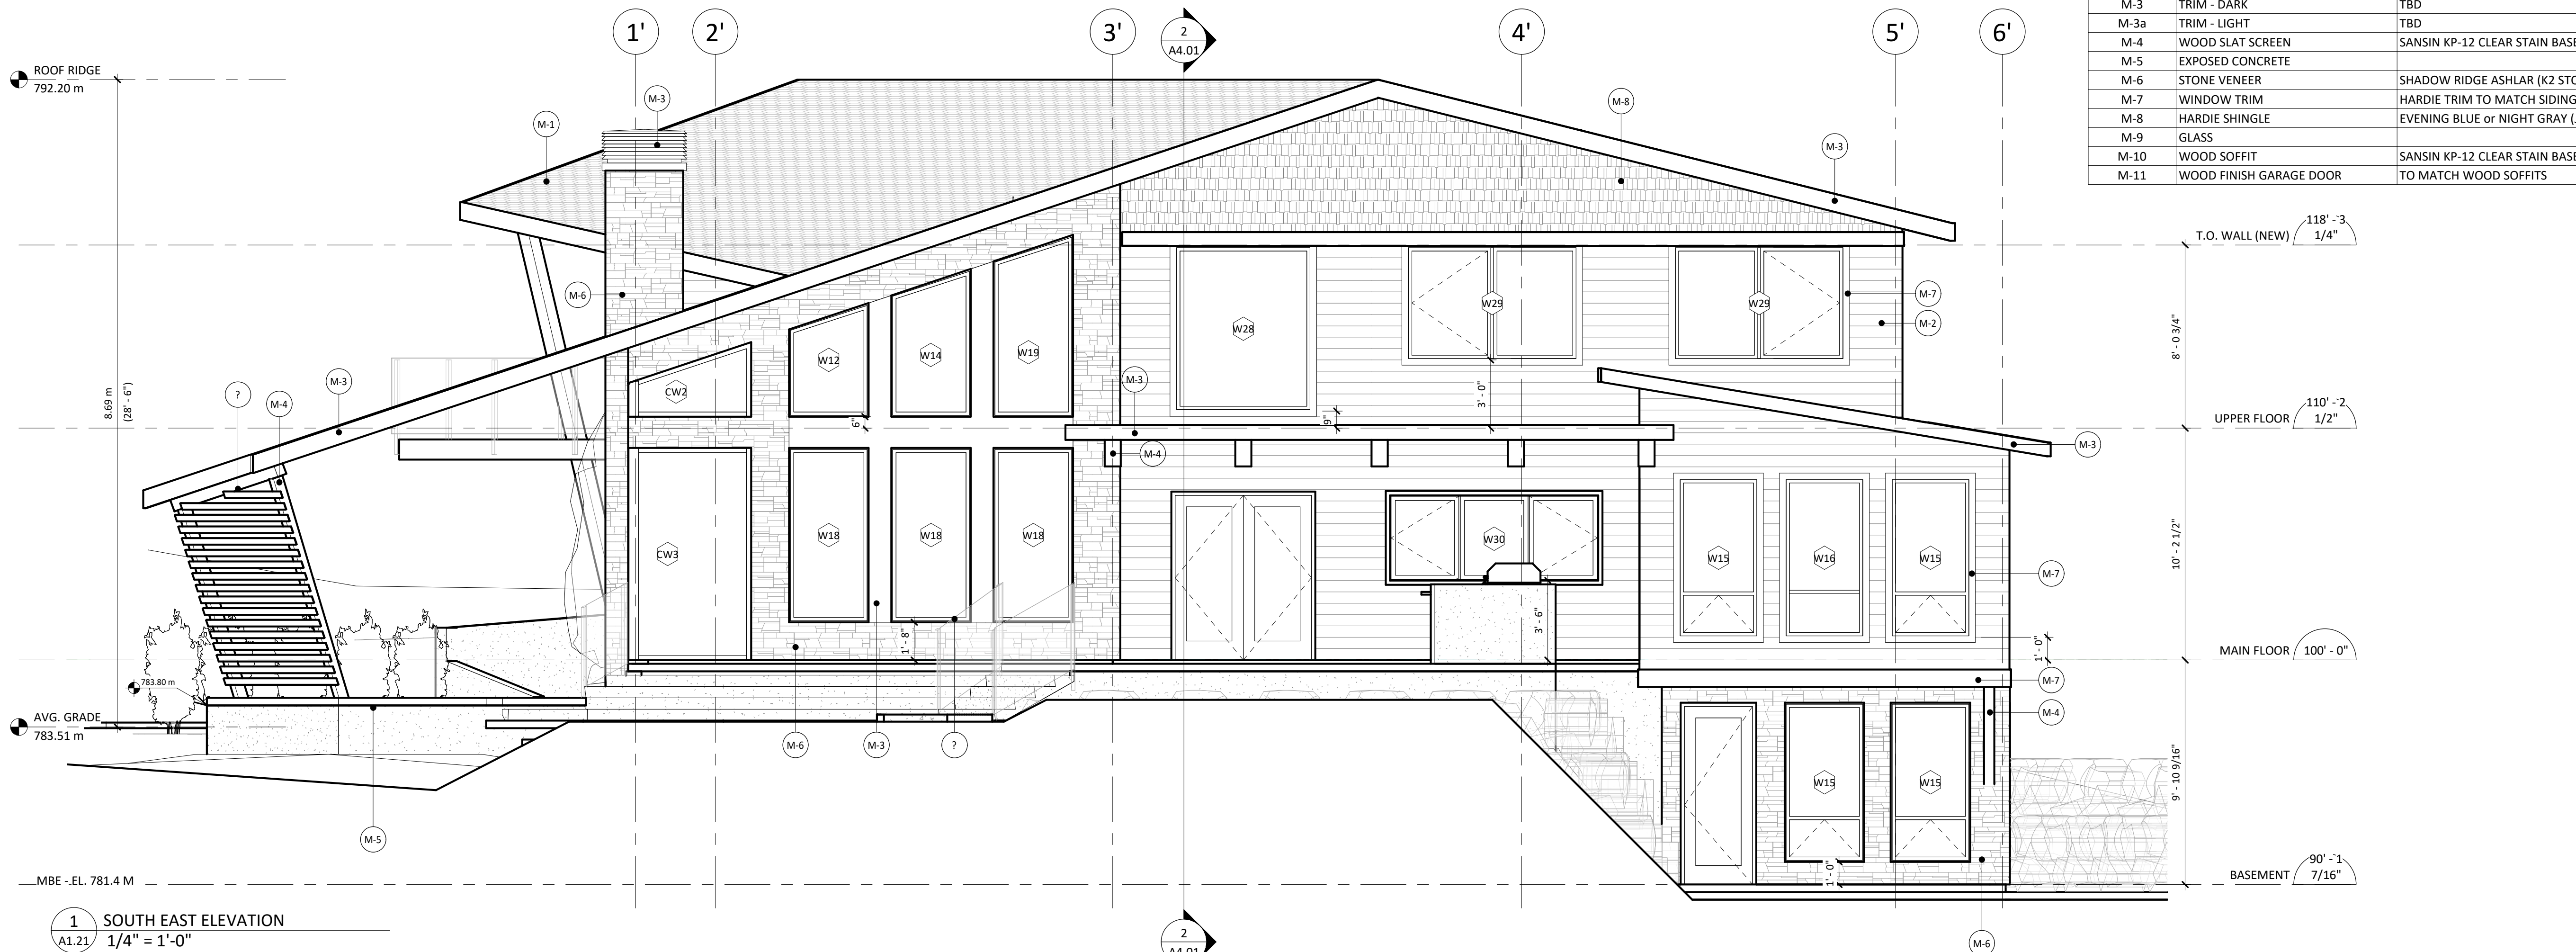 1'
2'
3'
2
A4.01
4'
5'
6'
M-3 TRIM - DARK TBD
M-3a TRIM - LIGHT TBD
M-4 WOOD SLAT SCREEN
M-5 EXPOSED CONCRETE
M-6 STONE VENEER SHADOW RIDGE ASHLAR (K2
M-7 WINDOW TRIM HARDIE TRIM TO MATCH SIDING
M-8 HARDIE SHINGLE EVENING BLUE or NIGHT GRAY
M-9 GLASS
M-10 WOOD SOFFIT
M-11 WOOD FINISH GARAGE DOOR TO MATCH WOOD SOFFITS
SANSIN KP-12 CLEAR STAIN BASE
SANSIN KP-12 CLEAR STAIN BASE
ROOF RIDGE
792.20 m
M-3
M-1
M-8
M-3
118' - 3
T.O. WALL (NEW) 1/4"
M-6
W29
W29
M-7
M-2
W28
W12
W14
W19
8' - 0 3/4"
8.69 m
(28' - 6")
?
M-4
M-3
M-3
CW2
3' - 0"
6"
9"
110' - 2
UPPER FLOOR 1/2"
M-3
M-4
CW3
W18
W18
W18
W30
W15
W16
W15
10' - 2 1/2"
M-7
3' - 6"
1' - 8"
1' - 0"
MAIN FLOOR 100' - 0"
783.80 m
M-7
M-4
AVG. GRADE
783.51 m
M-6
M-3
?
W15
W15
9' - 10 9/16"
M-5
1' - 0"
MBE - EL. 781.4 M
90' - 1
BASEMENT 7/16"
1
A1.21
SOUTH EAST ELEVATION
1/4" = 1'-0"
2
A4.01
M-6